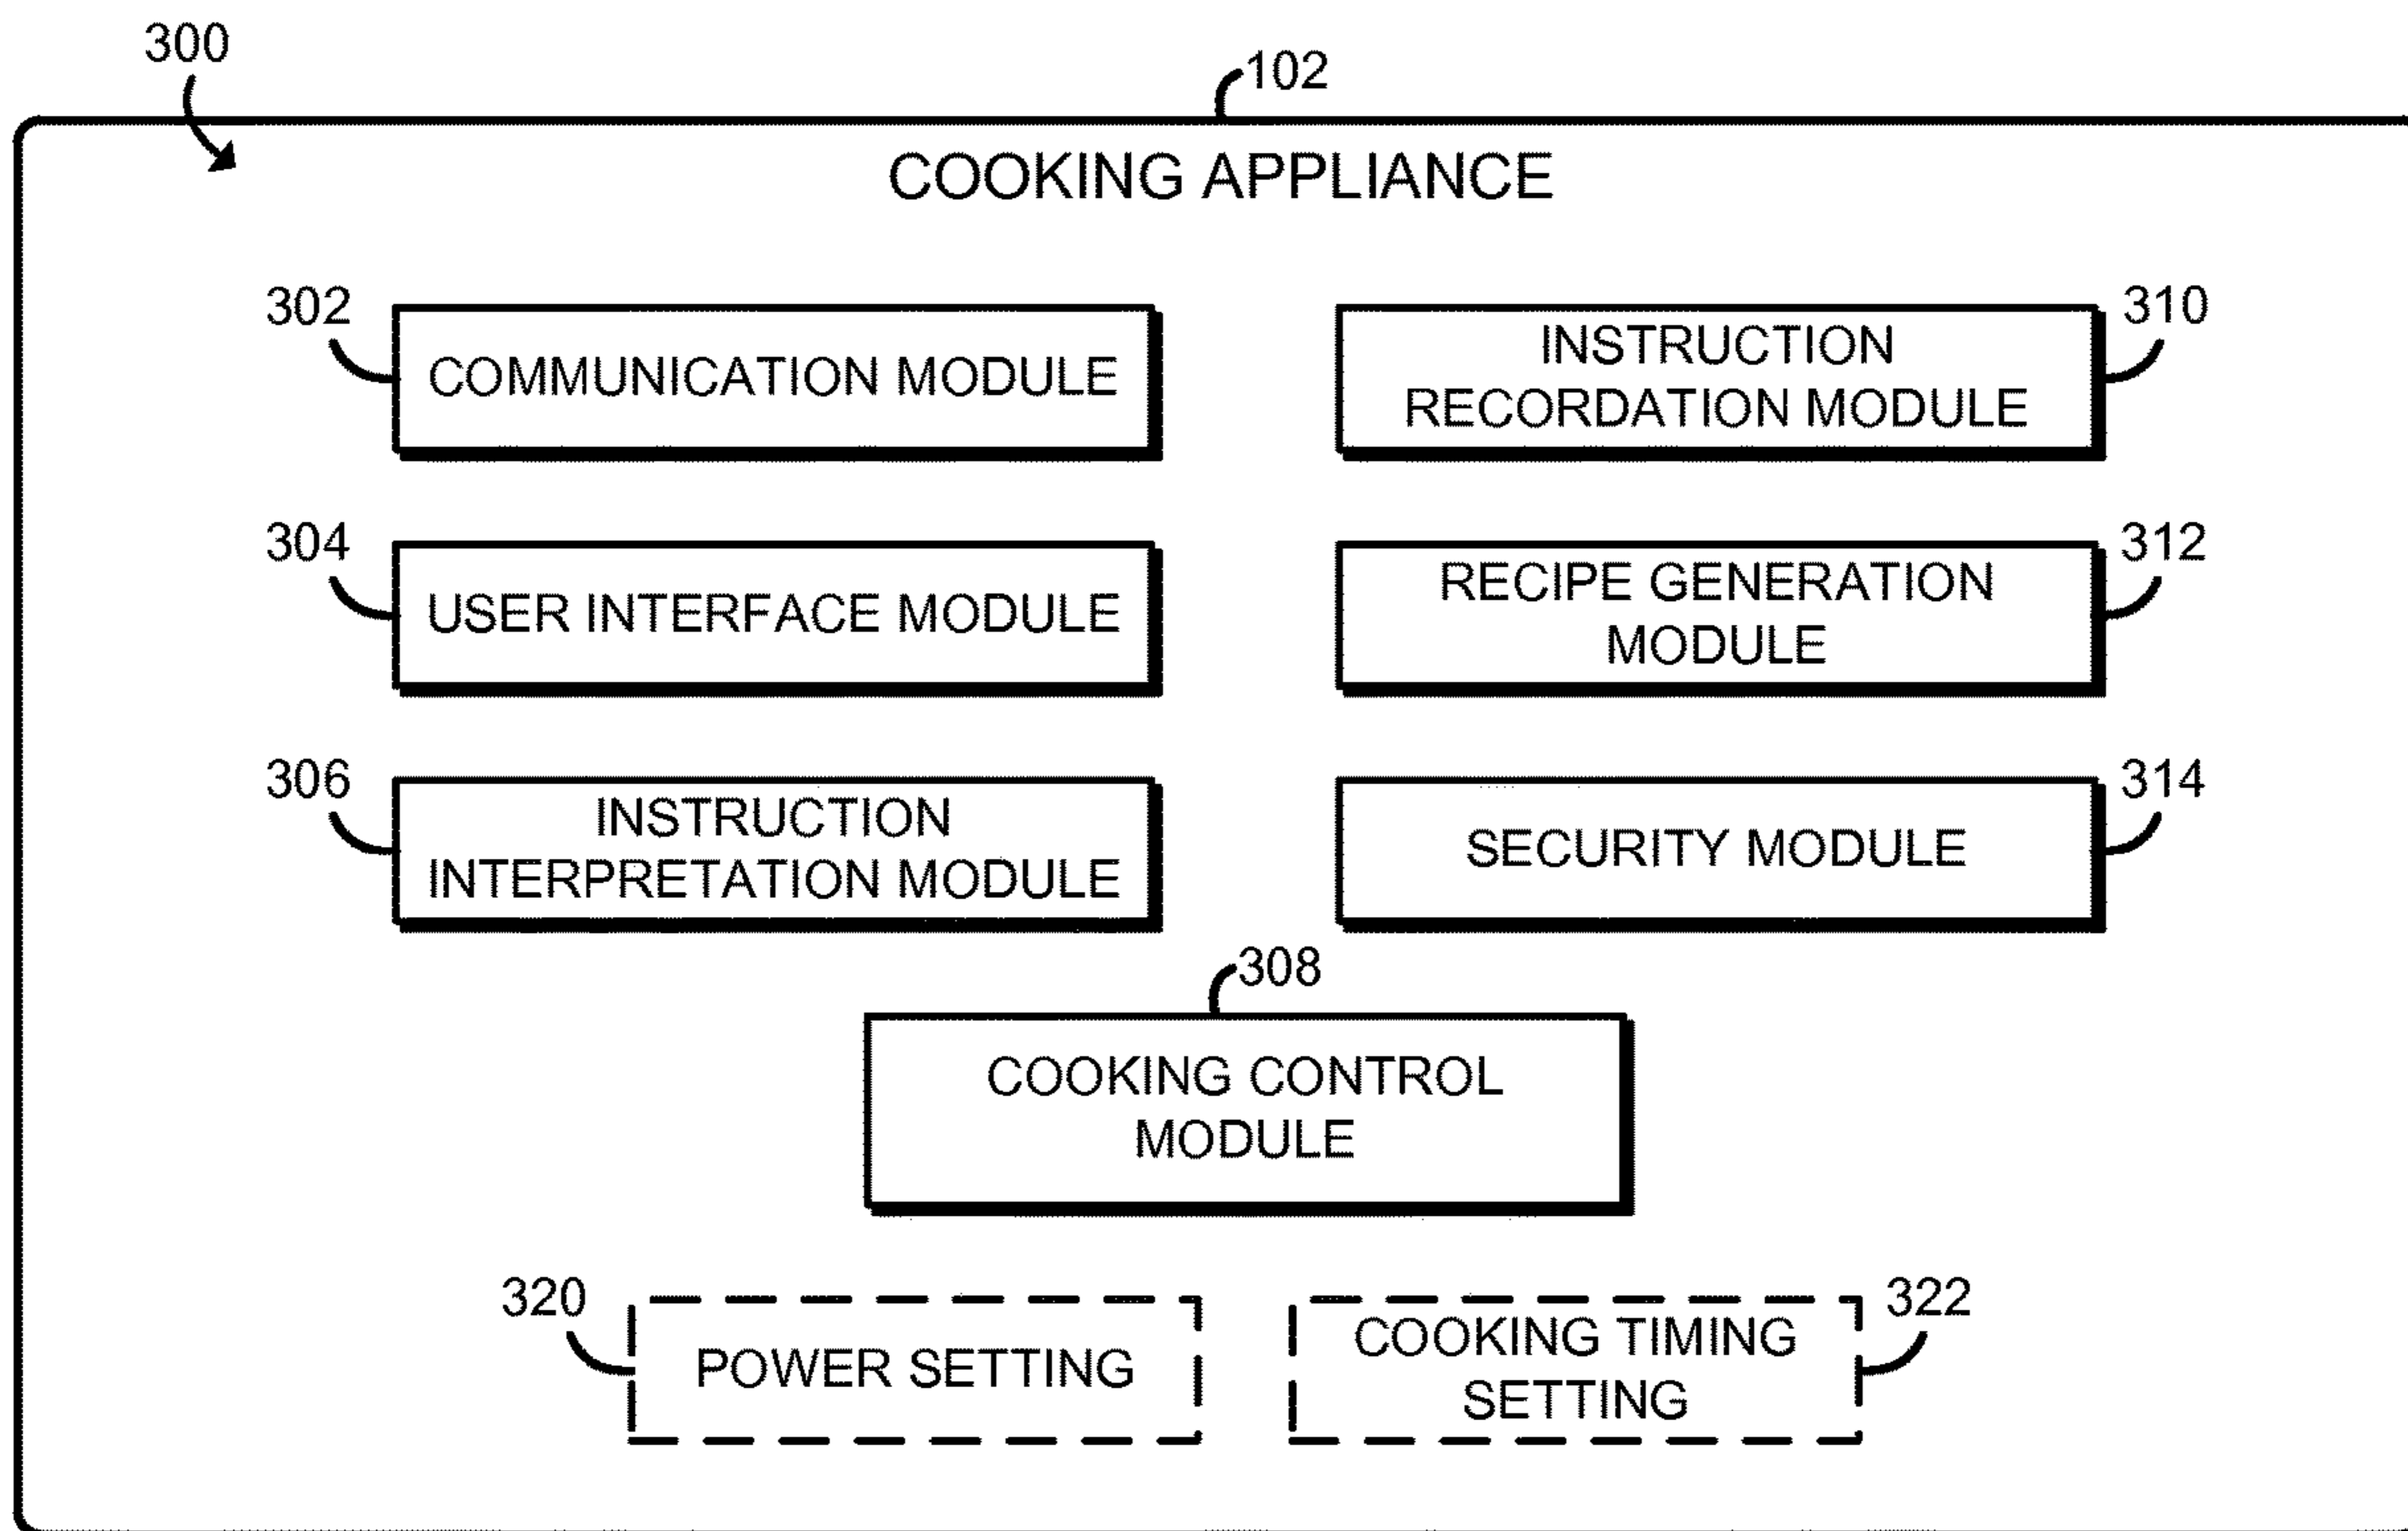 300
102
COOKING APPLIANCE
302
COMMUNICATION MODULE
310
INSTRUCTION
RECORDATION MODULE
304
USER INTERFACE MODULE
312
RECIPE GENERATION
MODULE
306
INSTRUCTION
INTERPRETATION MODULE
314
SECURITY MODULE
308
COOKING CONTROL
MODULE
320
POWER SETTING
322
COOKING TIMING
SETTING